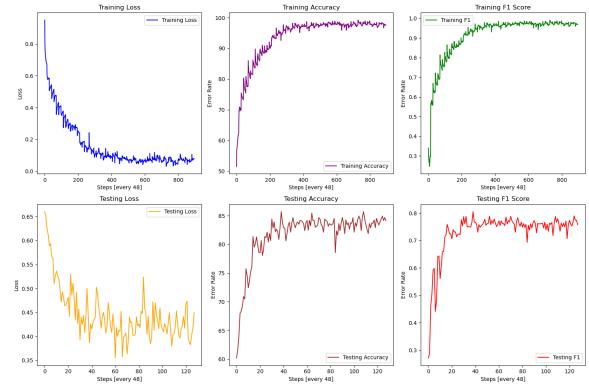 Training Loss
Training Accuracy
Training F1 Score
Training Loss
Training Accuracy
Training F1
0.8
0.6
0.4
0.2
0.0
100
90
80
70
60
50
1.0
0.9
0.8
0.7
0.6
0.5
0.4
0.3
Loss
Error Rate
Error Rate
0 200 400 600 800
0 200 400 600 800
0 200 400 600 800
Steps [every 48]
Steps [every 48]
Steps [every 48]
Testing Loss
Testing Accuracy
Testing F1 Score
Testing Loss
0.65
0.60
0.55
0.50
0.45
0.40
0.35
85
80
75
70
65
60
0.8
0.7
0.6
0.5
0.4
0.3
Loss
Error Rate
Error Rate
Testing Accuracy
Testing F1
0 20 40 60 80 100 120
0 20 40 60 80 100 120
0 20 40 60 80 100 120
Steps [every 48]
Steps [every 48]
Steps [every 48]